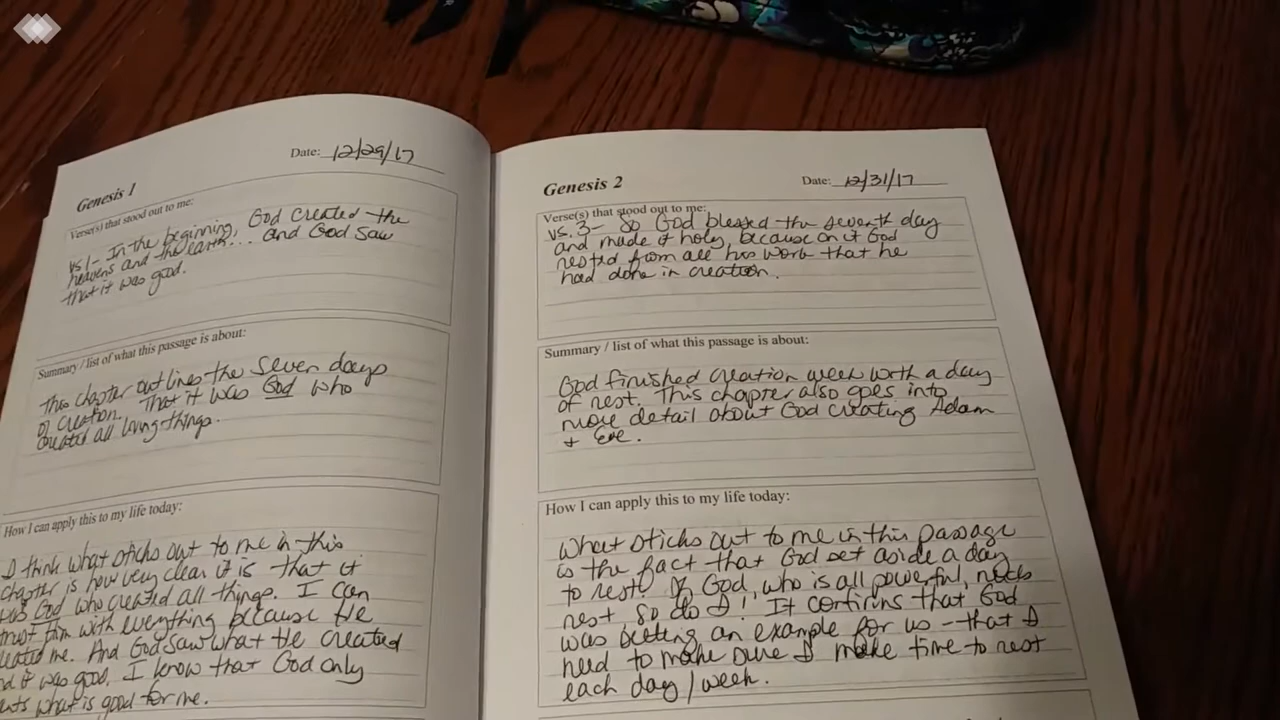 Genesis 1
Date: 12/29/17
Verse(s) that stood out to me:
vs 1- In the beginning, God created the
heavens and the earth... and God saw
that it was good.
Summary / list of what this passage is about:
This chapter outlines the seven days
of creation. That it was God who
created all living things.
How I can apply this to my life today:
I think what sticks out to me in this
chapter is how very clear it is that it
was God who created all things. I can
trust Him with everything because He
created me. And God saw what He created
and it was good, I know that God only
wants what is good for me.
Genesis 2
Date: 12/31/17
Verse(s) that stood out to me:
vs. 3- So God blessed the seventh day
and made it holy, because on it God
rested from all his work that he
had done in creation.
Summary / list of what this passage is about:
God finished creation week with a day
of rest. This chapter also goes into
more detail about God creating Adam
+ Eve.
How I can apply this to my life today:
What sticks out to me in this passage
is the fact that God set aside a day
to rest. If God, who is all powerful, needs
rest, so do I! It confirms that God
was setting an example for us - that I
need to make sure I make time to rest
each day/week.